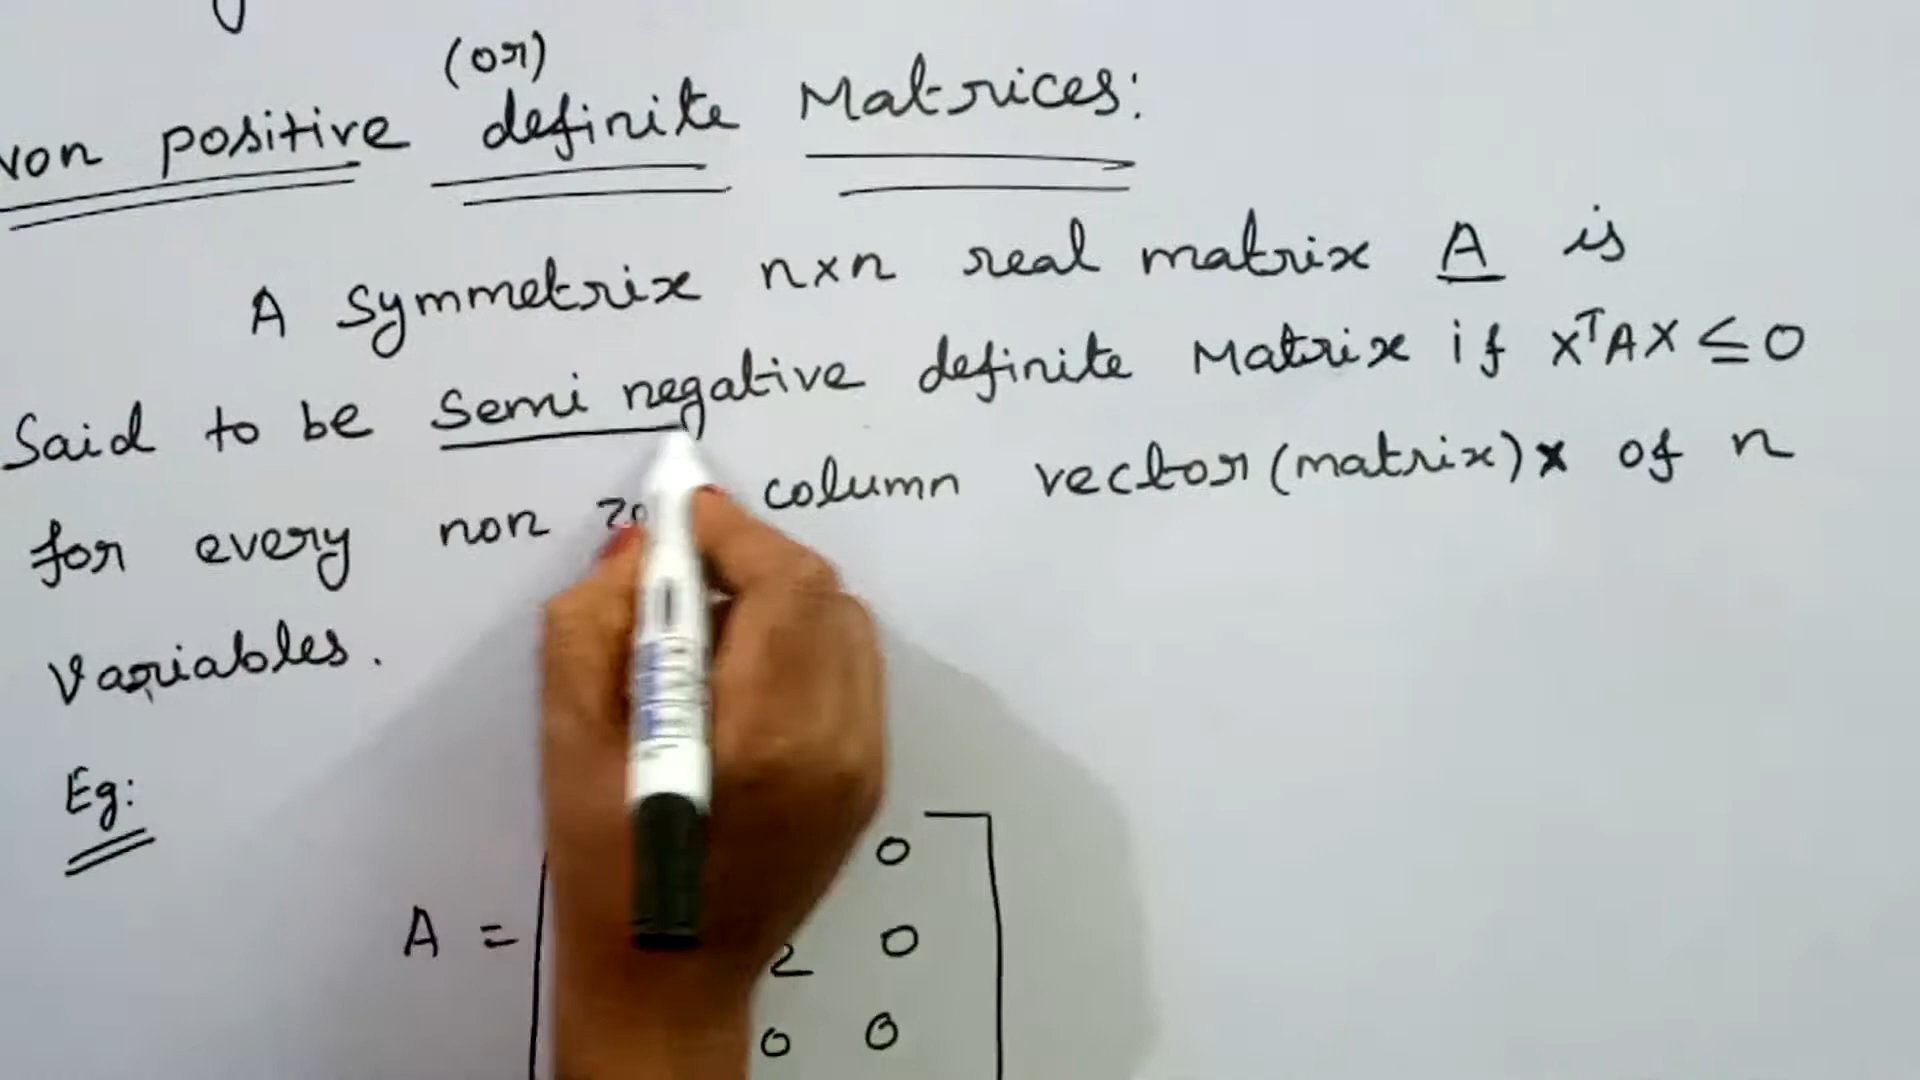 (or)
non positive definite Matrices:
A Symmetrix nxn real matrix A is
Said to be Semi negative definite Matrix if XᵀAX ≤ 0
for every non column vector (matrix) x of n
Variables.
Eg:
0
A = 2 0
0 0